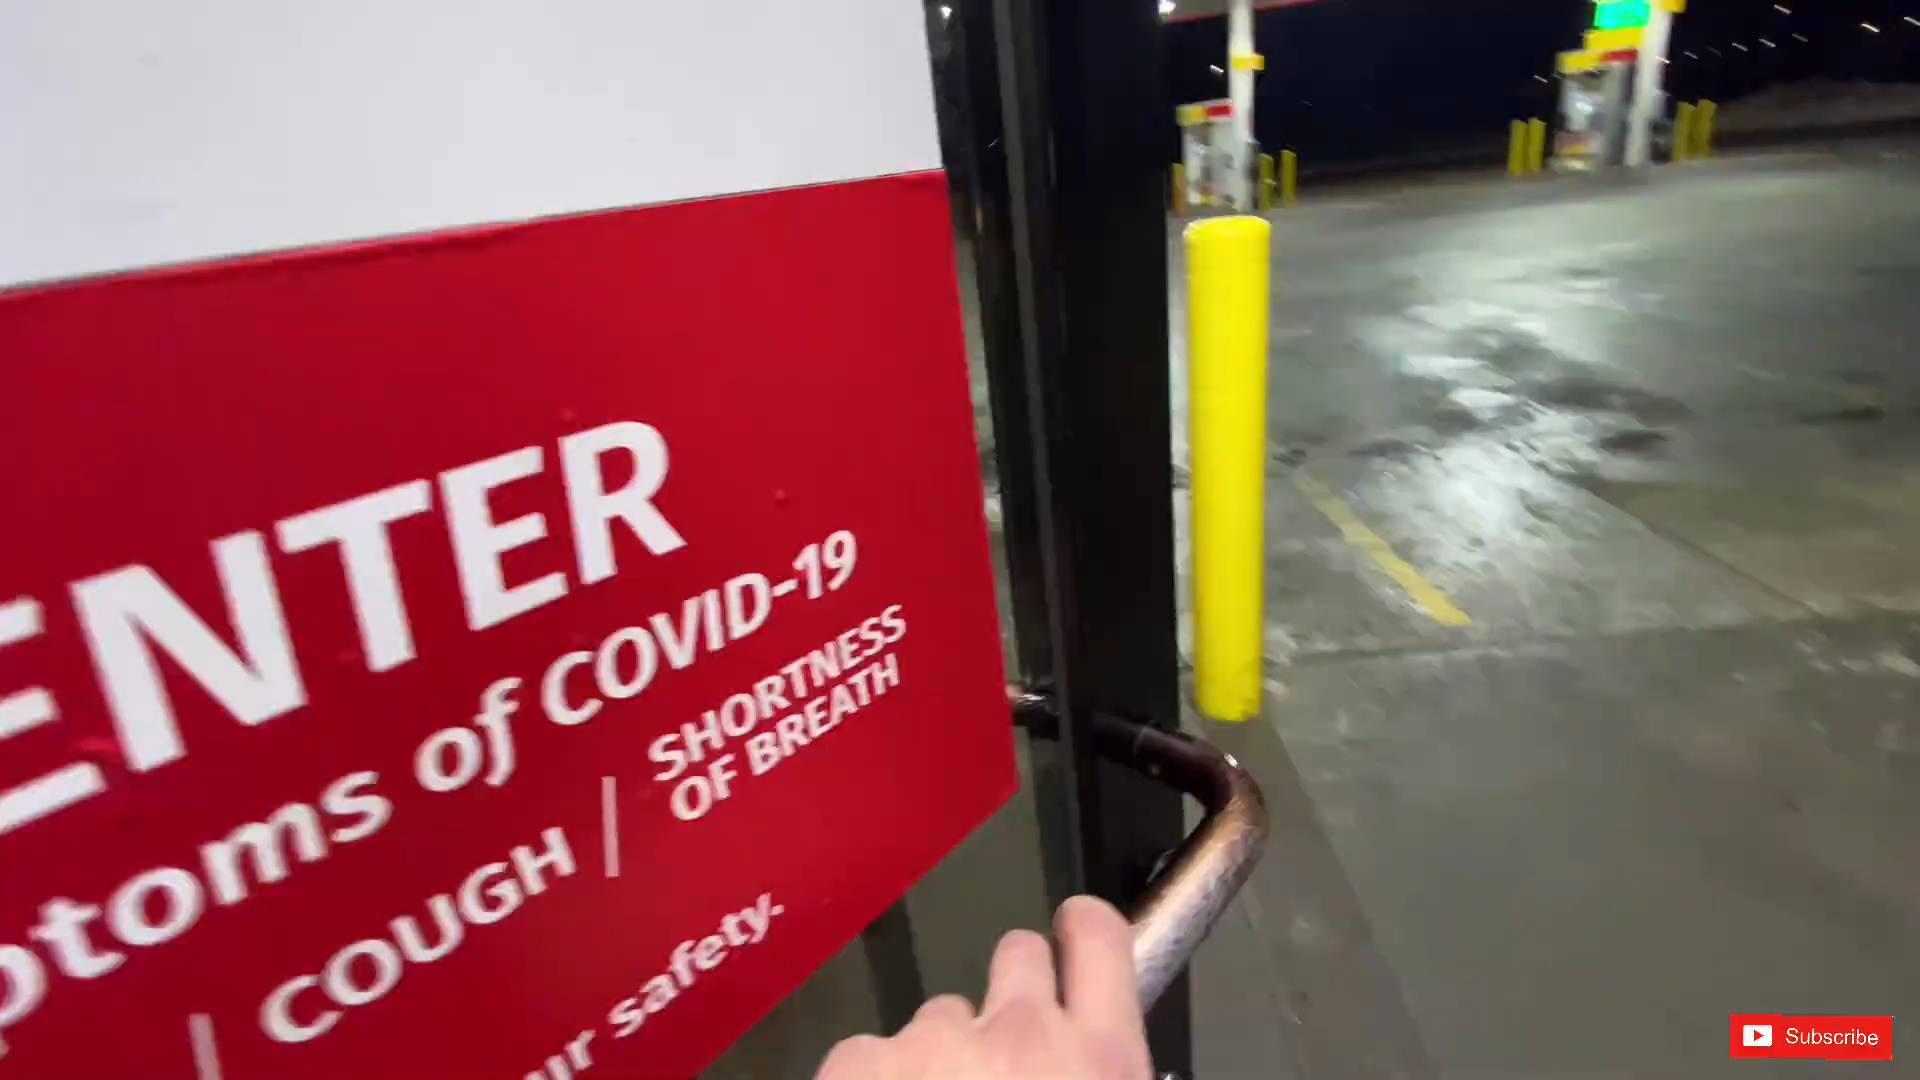 ENTER
ptoms of COVID-19
COUGH / SHORTNESS
OF BREATH
ur safety.
Subscribe